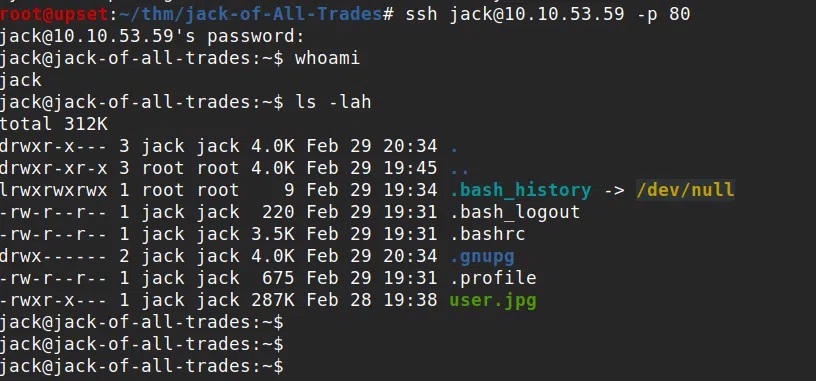 root@upset:~/thm/jack-of-All-Trades# ssh jack@10.10.53.59 -p 80
jack@10.10.53.59's password:
jack@jack-of-all-trades:~$ whoami
jack
jack@jack-of-all-trades:~$ ls -lah
total 312K
drwxr-x--- 3 jack jack 4.0K Feb 29 20:34 .
drwxr-xr-x 3 root root 4.0K Feb 29 19:45 ..
lrwxrwxrwx 1 root root    9 Feb 29 19:34 .bash_history -> /dev/null
-rw-r--r-- 1 jack jack  220 Feb 29 19:31 .bash_logout
-rw-r--r-- 1 jack jack 3.5K Feb 29 19:31 .bashrc
drwx------ 2 jack jack 4.0K Feb 29 20:34 .gnupg
-rw-r--r-- 1 jack jack  675 Feb 29 19:31 .profile
-rwxr-x--- 1 jack jack 287K Feb 28 19:38 user.jpg
jack@jack-of-all-trades:~$
jack@jack-of-all-trades:~$
jack@jack-of-all-trades:~$